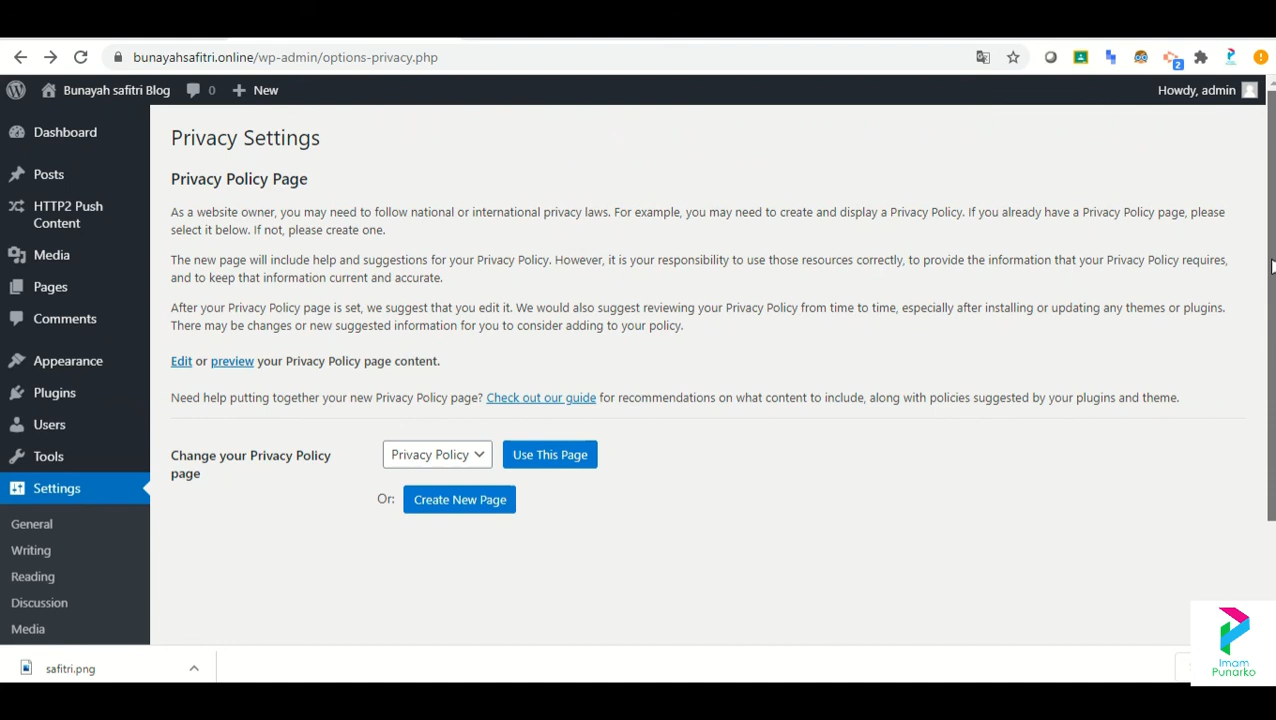 bunayahsafitri.online/wp-admin/options-privacy.php
2
Bunayah safitri Blog 0 New Howdy, admin
Dashboard
Posts
HTTP2 Push
Content
Media
Pages
Comments
Appearance
Plugins
Users
Tools
Settings
General
Writing
Reading
Discussion
Media
Privacy Settings
Privacy Policy Page
As a website owner, you may need to follow national or international privacy laws. For example, you may need to create and display a Privacy Policy. If you already have a Privacy Policy page, please
select it below. If not, please create one.
The new page will include help and suggestions for your Privacy Policy. However, it is your responsibility to use those resources correctly, to provide the information that your Privacy Policy requires,
and to keep that information current and accurate.
After your Privacy Policy page is set, we suggest that you edit it. We would also suggest reviewing your Privacy Policy from time to time, especially after installing or updating any themes or plugins.
There may be changes or new suggested information for you to consider adding to your policy.
Edit or preview your Privacy Policy page content.
Need help putting together your new Privacy Policy page? Check out our guide for recommendations on what content to include, along with policies suggested by your plugins and theme.
Change your Privacy Policy
page
Privacy Policy Use This Page
Or: Create New Page
safitri.png
Imam
Punarko